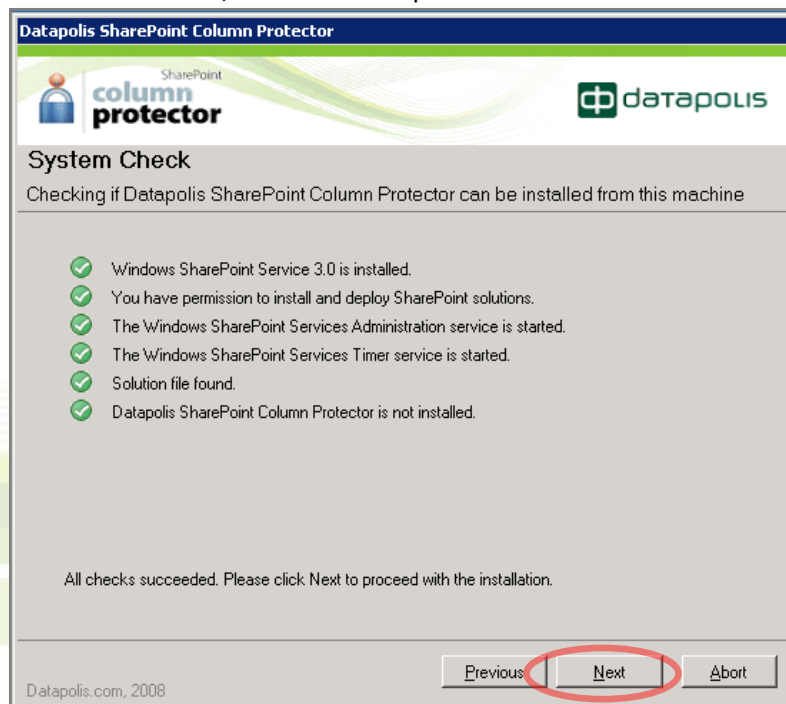 Datapolis SharePoint Column Protector
SharePoint
column
protector
datapolis
System Check
Checking if Datapolis SharePoint Column Protector can be installed from this machine
Windows SharePoint Service 3.0 is installed.
You have permission to install and deploy SharePoint solutions.
The Windows SharePoint Services Administration service is started.
The Windows SharePoint Services Timer service is started.
Solution file found.
Datapolis SharePoint Column Protector is not installed.
All checks succeeded. Please click Next to proceed with the installation.
Previous Next Abort
Datapolis.com, 2008